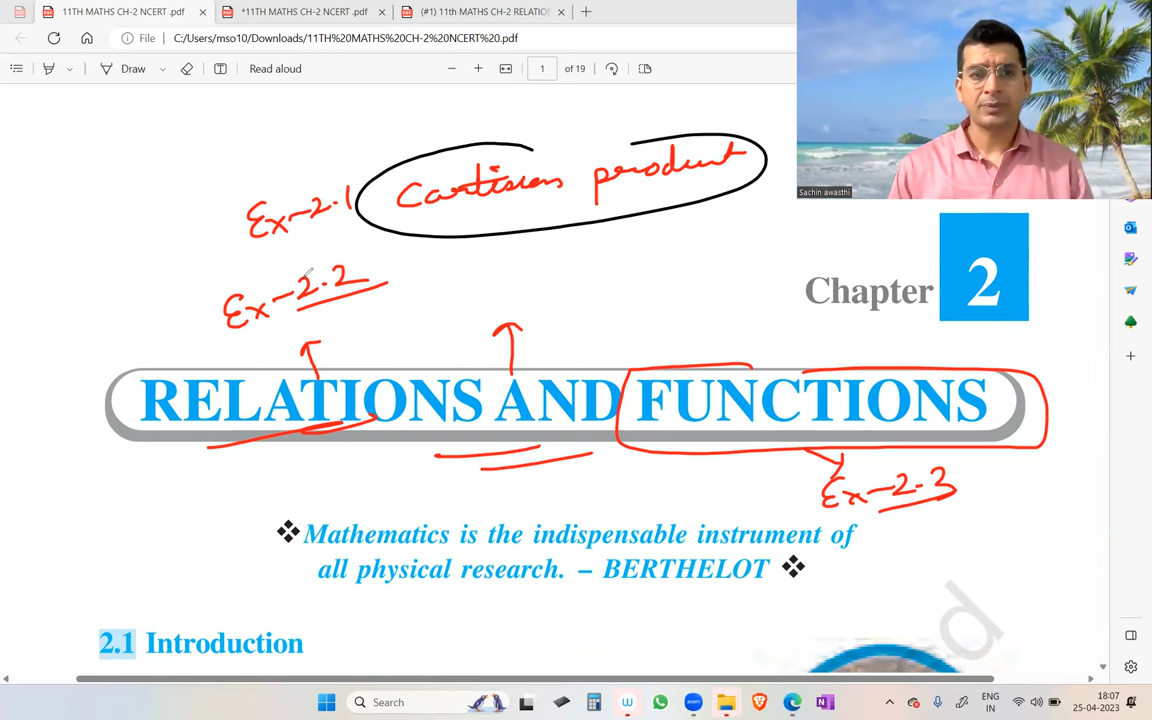 11TH MATHS CH-2 NCERT .pdf
*11TH MATHS CH-2 NCERT .pdf
(#1) 11th MATHS CH-2 RELATIO
File
C:/Users/mso10/Downloads/11TH%20MATHS%20CH-2%20NCERT%20.pdf
Draw
Read aloud
1 of 19
Sachin awasthi
Ex-2.1 Cartisian product
Ex-2.2
Chapter 2
RELATIONS AND FUNCTIONS
Ex-2.3
❖ Mathematics is the indispensable instrument of
all physical research. – BERTHELOT ❖
2.1 Introduction
d
Search
ENG
IN
18:07
25-04-2023